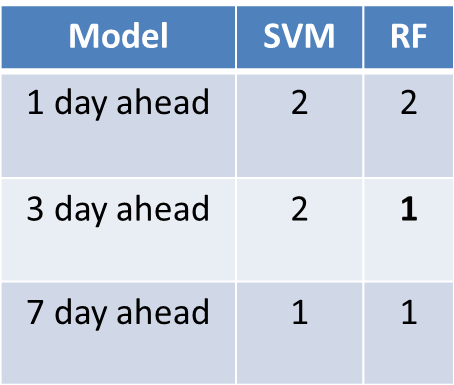 Model SVM RF
1 day ahead 2 2
3 day ahead 2 1
7 day ahead 1 1